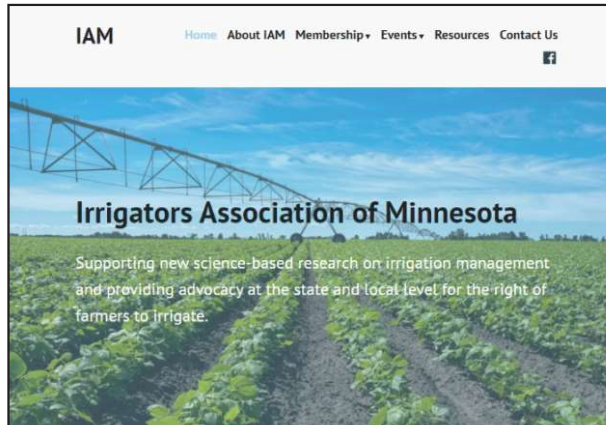 IAM
Home About IAM Membership▾ Events▾ Resources Contact Us
Irrigators Association of Minnesota
Supporting new science-based research on irrigation management
and providing advocacy at the state and local level for the right of
farmers to irrigate.